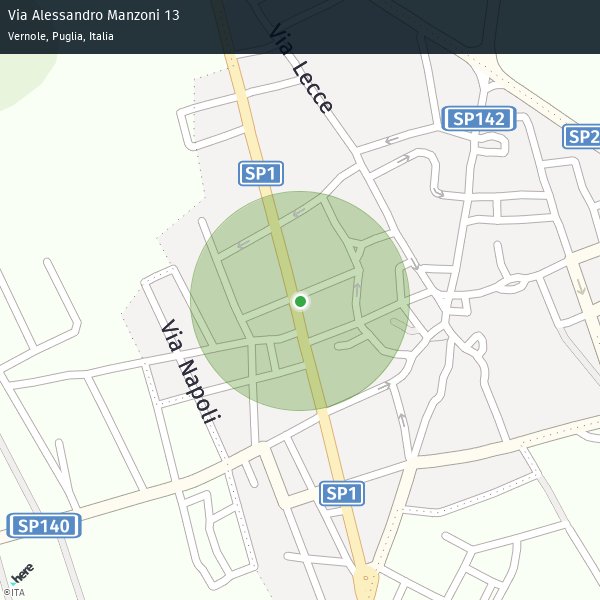 Via Alessandro Manzoni 13
Vernole, Puglia, Italia
Via Lecce
SP142
SP2
SP1
Via Napoli
SP1
SP140
here
©ITA